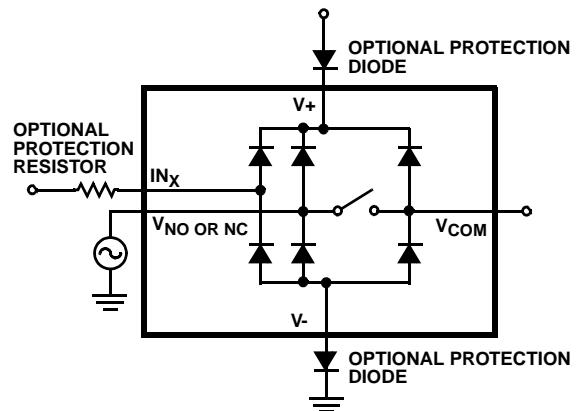 OPTIONAL PROTECTION
DIODE
V+
OPTIONAL
PROTECTION
RESISTOR
INX
VNO OR NC
VCOM
V-
OPTIONAL PROTECTION
DIODE